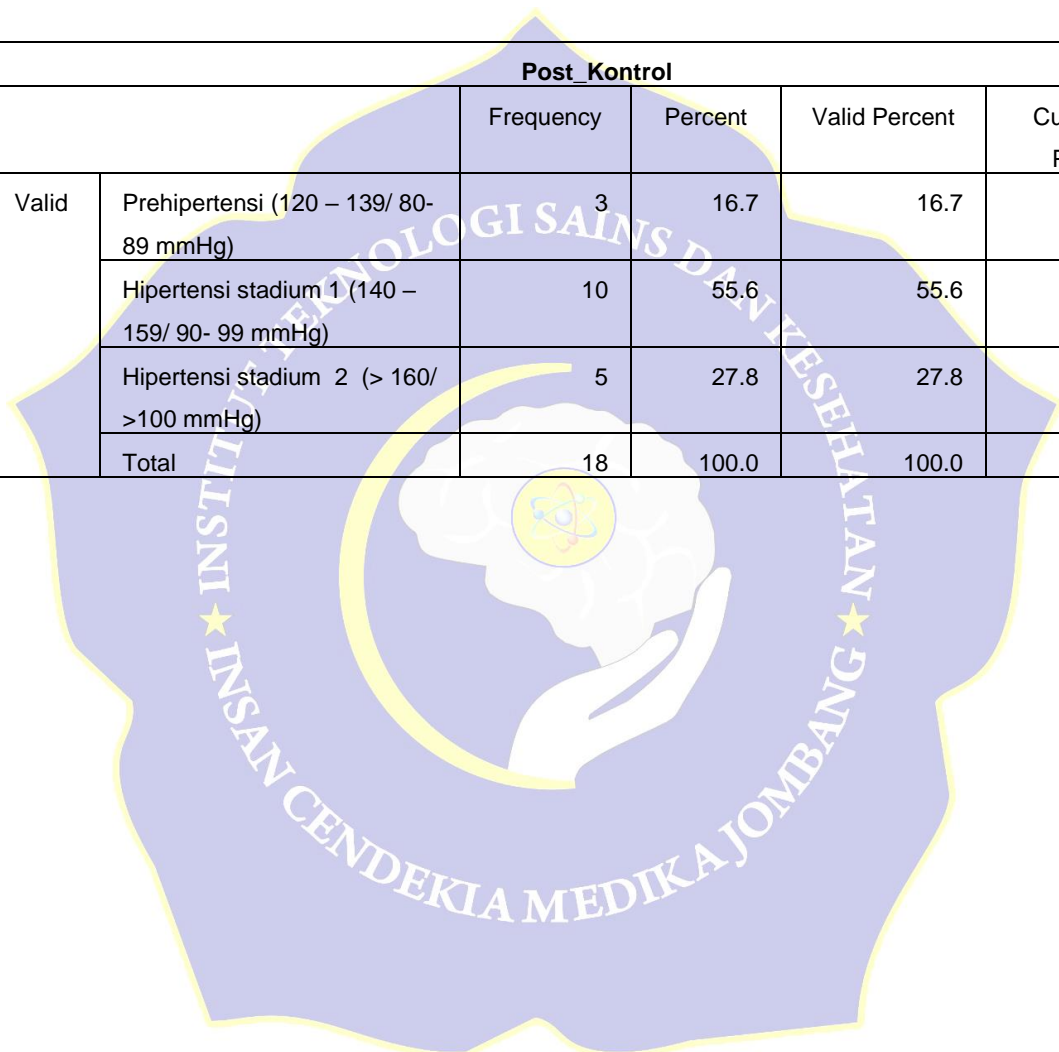 Post_Kontrol
Frequency Percent Valid Percent
Valid Prehipertensi (120 – 139/ 80-
89 mmHg) 3 16.7 16.7
Hipertensi stadium 1 (140 –
159/ 90- 99 mmHg) 10 55.6 55.6
Hipertensi stadium 2 (> 160/
>100 mmHg) 5 27.8 27.8
Total 18 100.0 100.0
INSTITUT TEKNOLOGI SAINS DAN KESEHATAN
INSAN CENDEKIA MEDIKA JOMBANG